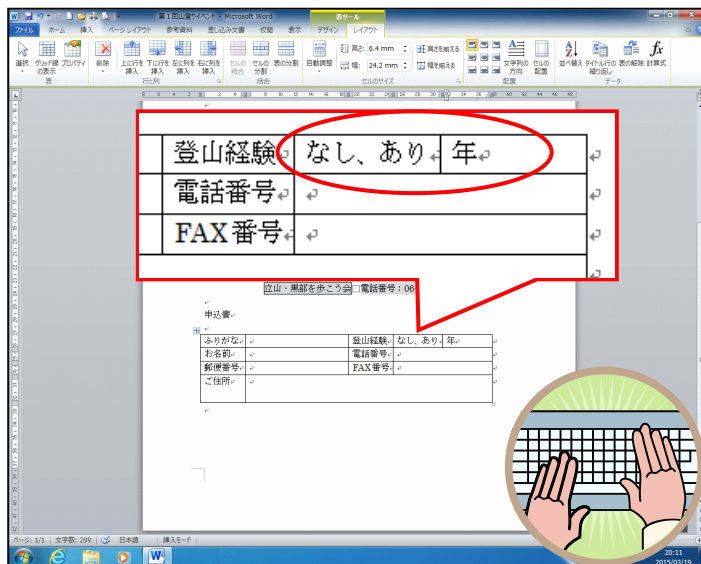 第1回山登りイベント - Microsoft Word
表ツール
ファイル ホーム 挿入 ページ レイアウト 参考資料 差し込み文書 校閲 表示 デザイン レイアウト
選択 グリッド線の表示 プロパティ 削除 上に行を挿入 下に行を挿入 左に列を挿入 右に列を挿入 セルの結合 セルの分割 表の分割 自動調整 高さ: 6.4 mm 高さを揃える 幅: 24.2 mm 幅を揃える 文字列の方向 セルの配置 並べ替え タイトル行の繰り返し 表の解除 計算式
表 行と列 結合 セルのサイズ 配置 データ
登山経験 なし、あり 年
電話番号
FAX番号
立山・黒部を歩こう会□電話番号:06
申込書
ふりがな 登山経験 なし、あり 年
お名前 電話番号
郵便番号 FAX番号
ご住所
ページ: 1/1 文字数: 299 日本語 挿入モード
20:11
2015/03/19